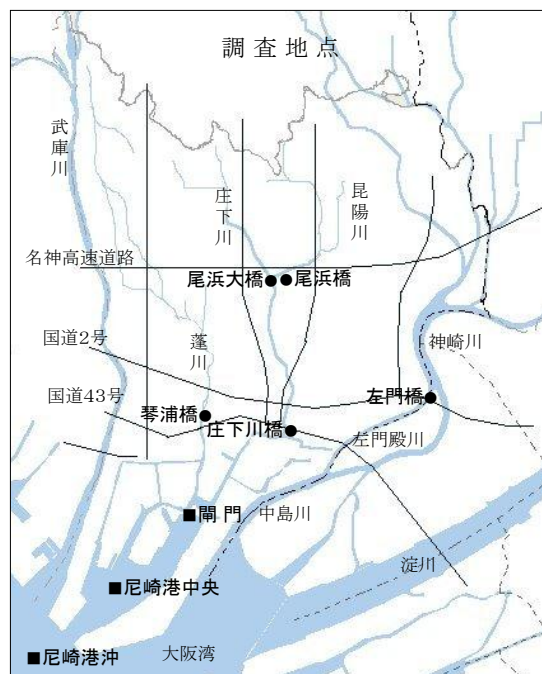 調査地点
武庫川
庄下川
昆陽川
名神高速道路
尾浜大橋●
●尾浜橋
国道2号
蓬川
神崎川
国道43号
左門橋
琴浦橋
庄下川橋
左門殿川
■閘門
中島川
淀川
■尼崎港中央
■尼崎港沖
大阪湾